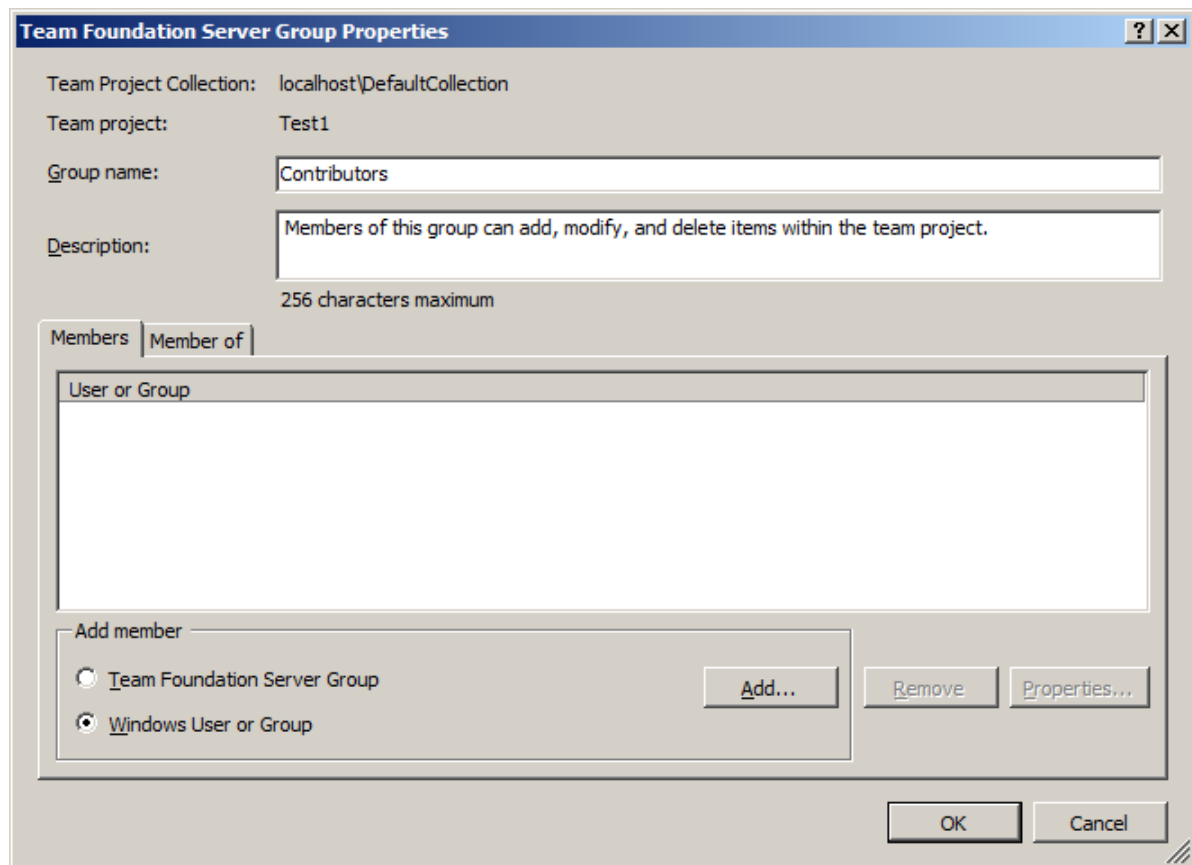 Team Foundation Server Group Properties
Team Project Collection: localhost\DefaultCollection
Team project: Test1
Group name: Contributors
Description: Members of this group can add, modify, and delete items within the team project.
256 characters maximum
Members Member of
User or Group
Add member
Team Foundation Server Group
Add... Remove Properties...
Windows User or Group
OK Cancel